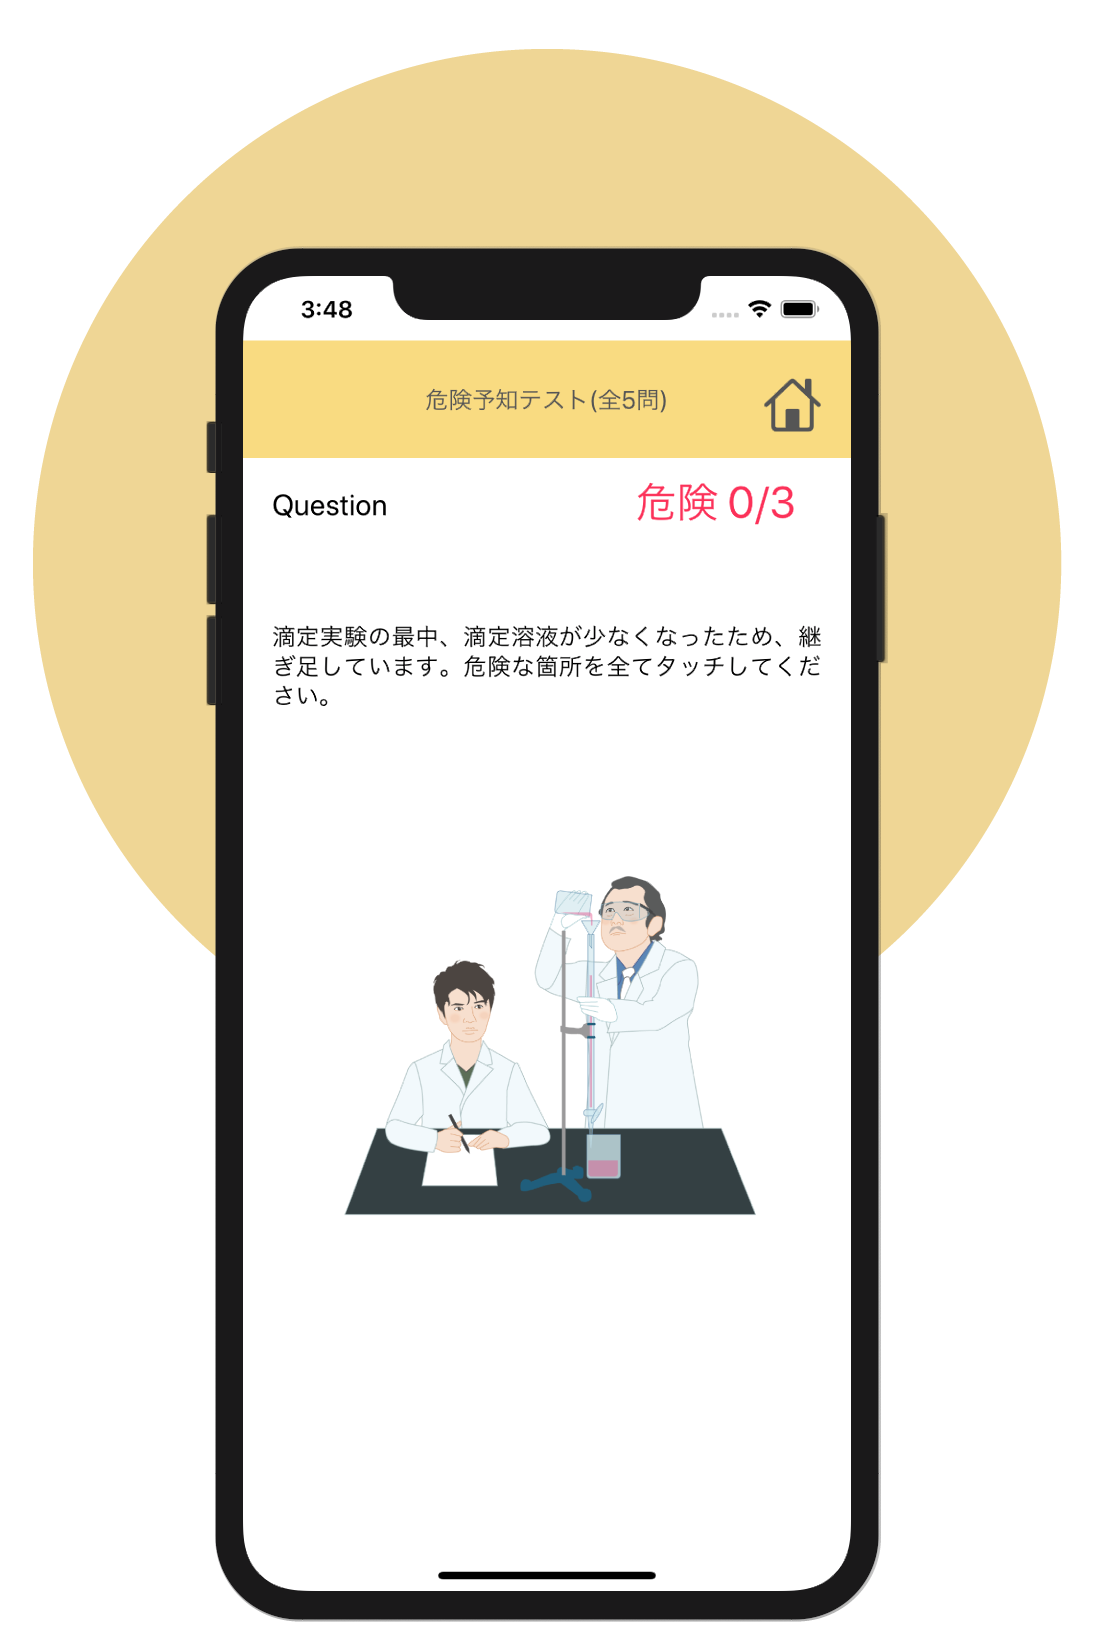 3:48
危険予知テスト(全5問)
Question
危険 0/3
滴定実験の最中、滴定溶液が少なくなったため、継
ぎ足しています。危険な箇所を全てタッチしてくだ
さい。